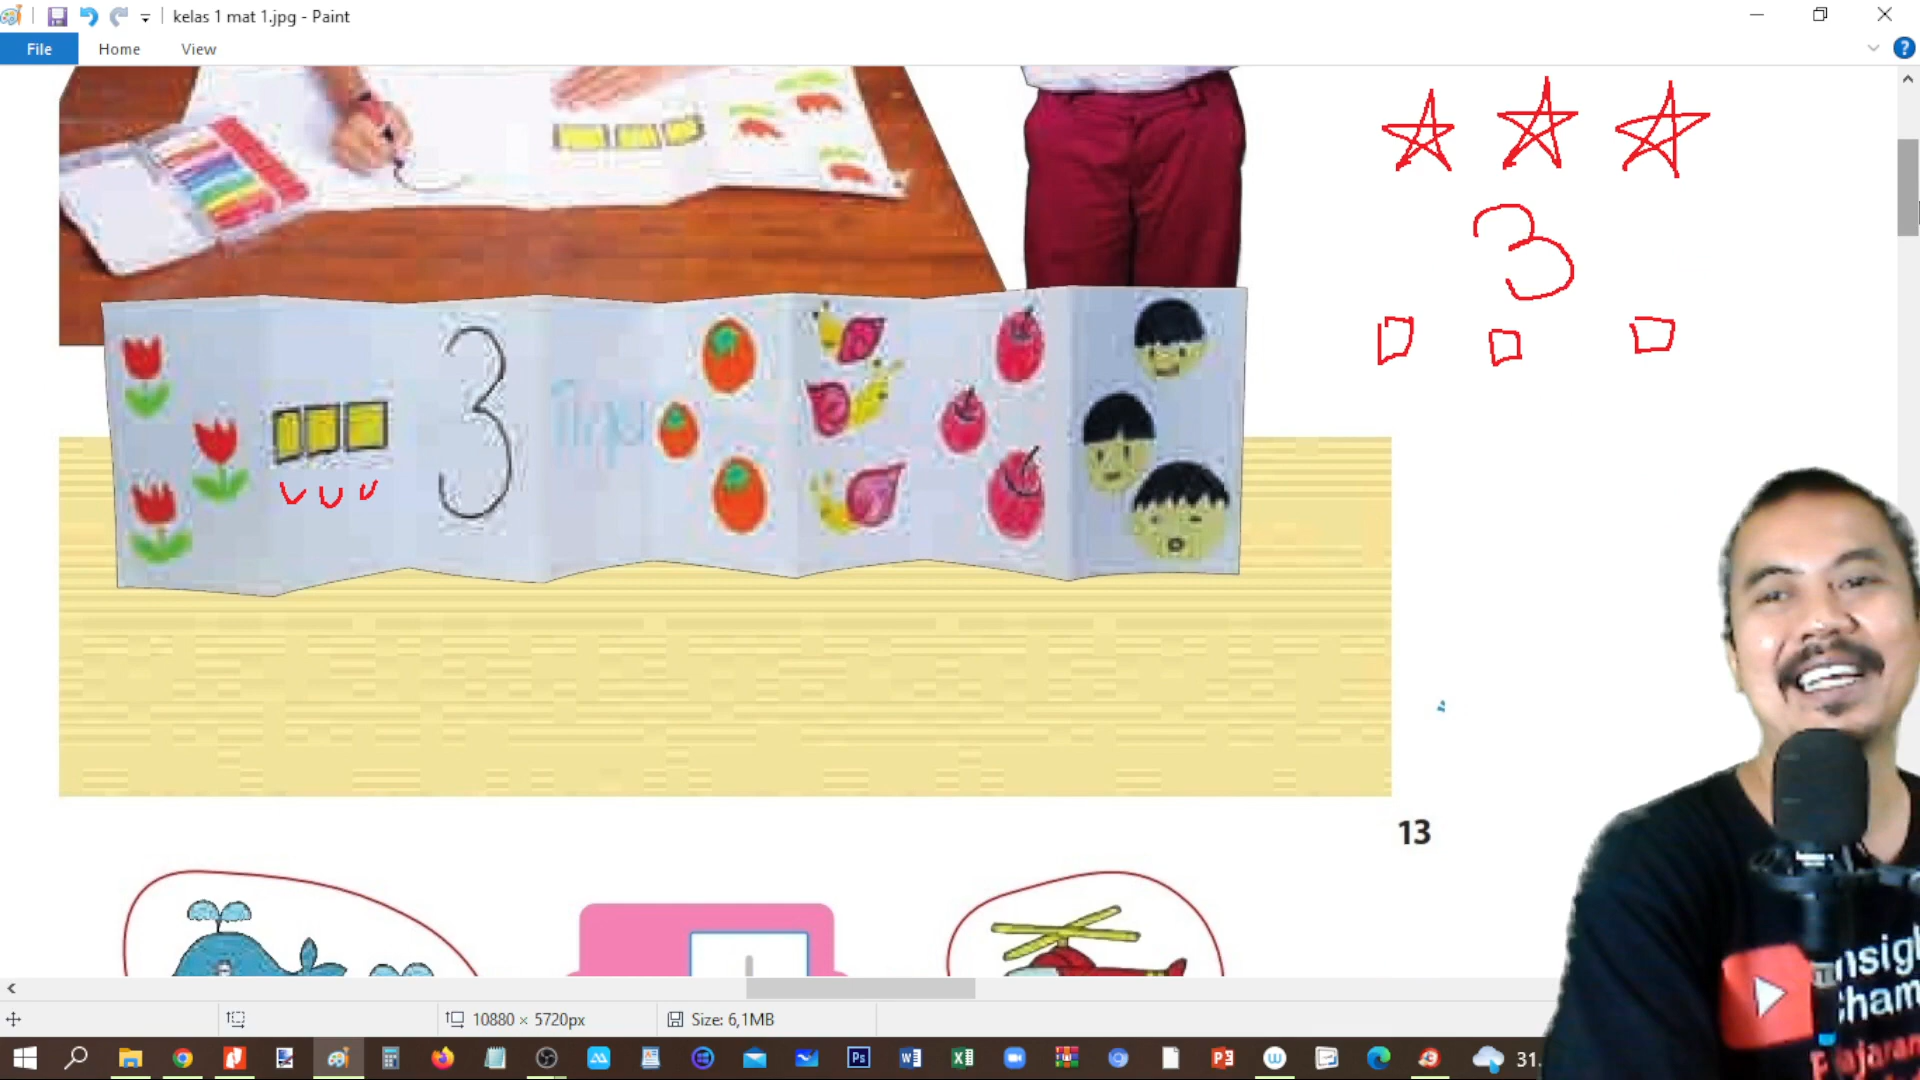 kelas 1 mat 1.jpg - Paint
File Home View
3
3
13
10880 × 5720px
Size: 6,1MB
31.